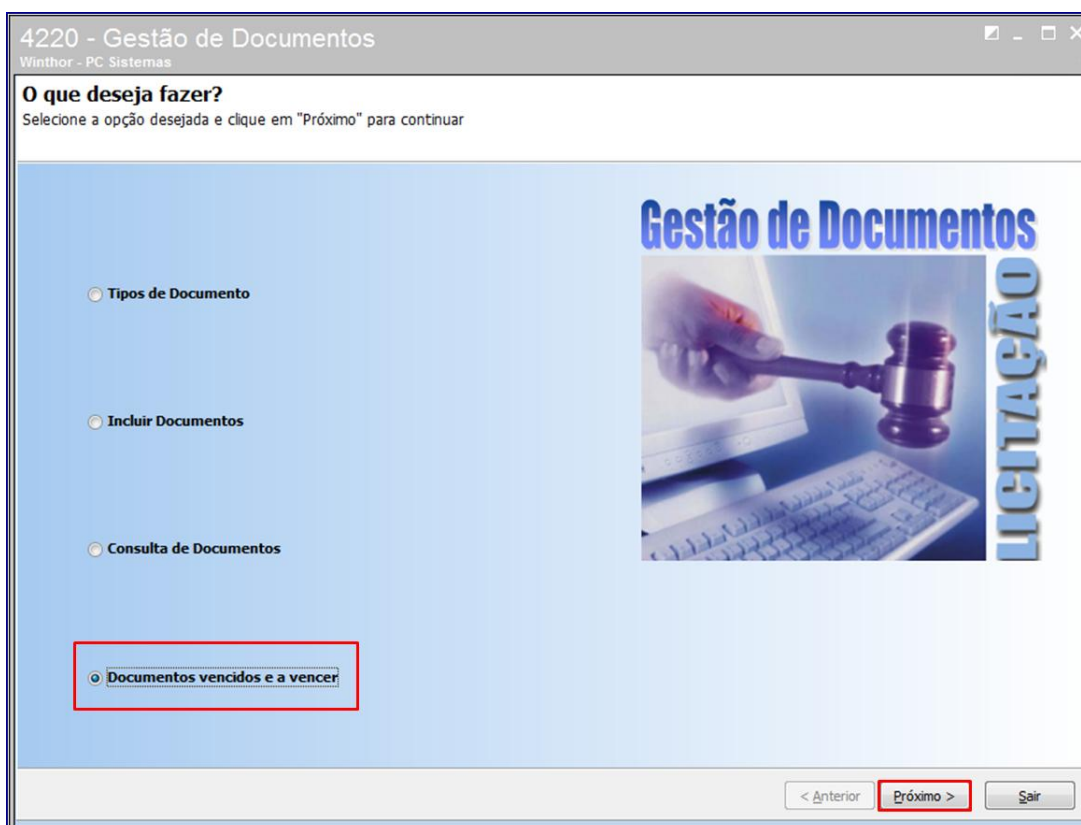 4220 - Gestão de Documentos
Winthor - PC Sistemas
O que deseja fazer?
Selecione a opção desejada e clique em "Próximo" para continuar
Gestão de Documentos
LICITAÇÃO
Tipos de Documento
Incluir Documentos
Consulta de Documentos
Documentos vencidos e a vencer
< Anterior
Próximo >
Sair